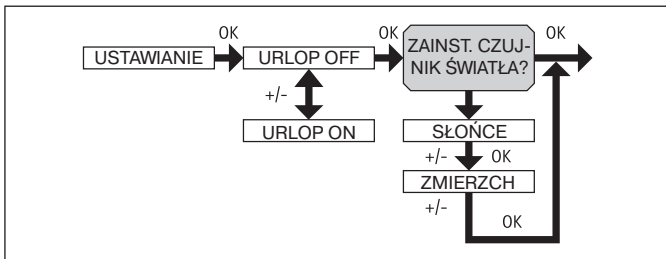 OK
OK
OK
USTAWIANIE
URLOP OFF
ZAINST. CZUJ-
NIK ŚWIATŁA?
+/-
URLOP ON
SŁOŃCE
+/-
OK
ZMIERZCH
+/-
OK